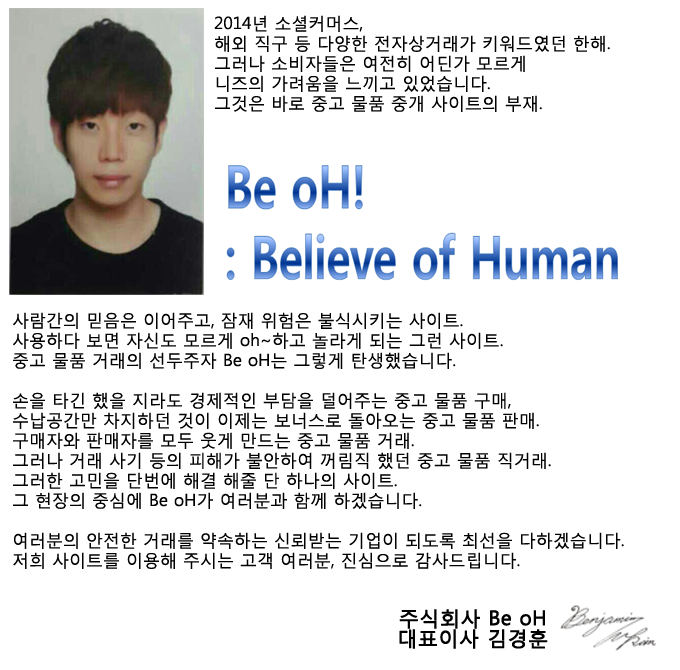 2014년 소셜커머스,
해외 직구 등 다양한 전자상거래가 키워드였던 한해.
그러나 소비자들은 여전히 어딘가 모르게
니즈의 가려움을 느끼고 있었습니다.
그것은 바로 중고 물품 중개 사이트의 부재.
Be oH!
: Believe of Human
사람간의 믿음은 이어주고, 잠재 위험은 불식시키는 사이트.
사용하다 보면 자신도 모르게 oh~하고 놀라게 되는 그런 사이트.
중고 물품 거래의 선두주자 Be oH는 그렇게 탄생했습니다.
손을 타긴 했을 지라도 경제적인 부담을 덜어주는 중고 물품 구매,
수납공간만 차지하던 것이 이제는 보너스로 돌아오는 중고 물품 판매.
구매자와 판매자를 모두 웃게 만드는 중고 물품 거래.
그러나 거래 사기 등의 피해가 불안하여 꺼림직 했던 중고 물품 직거래.
그러한 고민을 단번에 해결 해줄 단 하나의 사이트.
그 현장의 중심에 Be oH가 여러분과 함께 하겠습니다.
여러분의 안전한 거래를 약속하는 신뢰받는 기업이 되도록 최선을 다하겠습니다.
저희 사이트를 이용해 주시는 고객 여러분, 진심으로 감사드립니다.
주식회사 Be oH
대표이사 김경훈
Benjamin